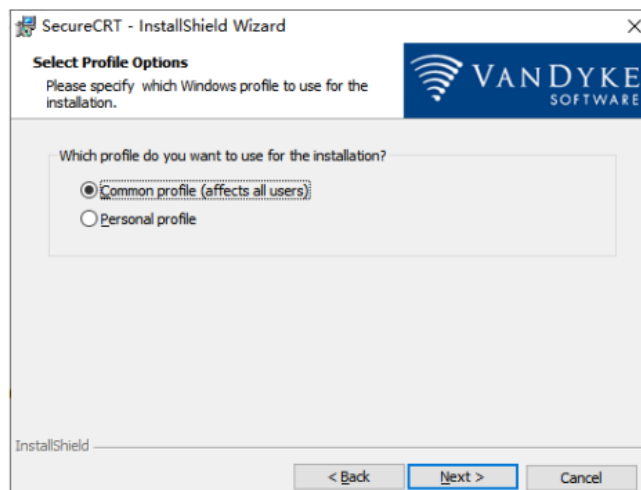 SecureCRT - InstallShield Wizard
Select Profile Options
Please specify which Windows profile to use for the
installation.
VANDYKE
SOFTWARE
Which profile do you want to use for the installation?
Common profile (affects all users)
Personal profile
InstallShield
< Back
Next >
Cancel